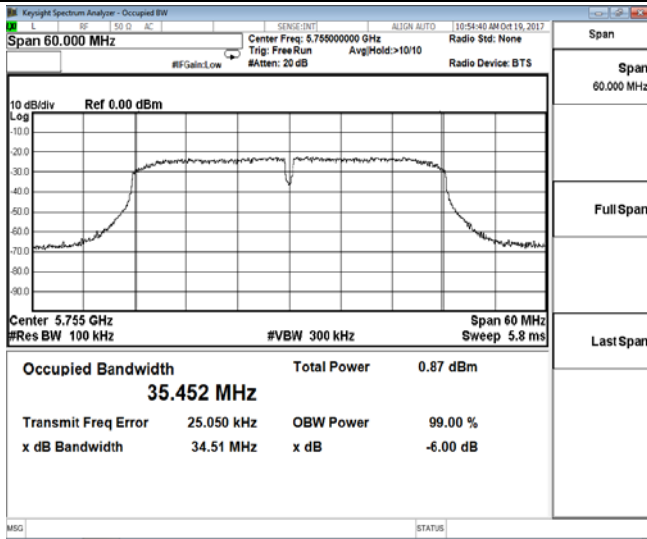 Keysight Spectrum Analyzer - Occupied BW
L RF 50 Ω AC SENSE:INT ALIGN AUTO 10:54:40 AM Oct 19, 2017
Span 60.000 MHz
Center Freq: 5.755000000 GHz
Radio Std: None
Trig: Free Run Avg|Hold:>10/10
#IFGain:Low #Atten: 20 dB Radio Device: BTS
Span
Span
60.000 MHz
Full Span
Last Span
10 dB/div Ref 0.00 dBm
Log
-10.0
-20.0
-30.0
-40.0
-50.0
-60.0
-70.0
-80.0
-90.0
Center 5.755 GHz Span 60 MHz
#Res BW 100 kHz #VBW 300 kHz Sweep 5.8 ms
Occupied Bandwidth Total Power 0.87 dBm
35.452 MHz
Transmit Freq Error 25.050 kHz OBW Power 99.00 %
x dB Bandwidth 34.51 MHz x dB -6.00 dB
MSG STATUS